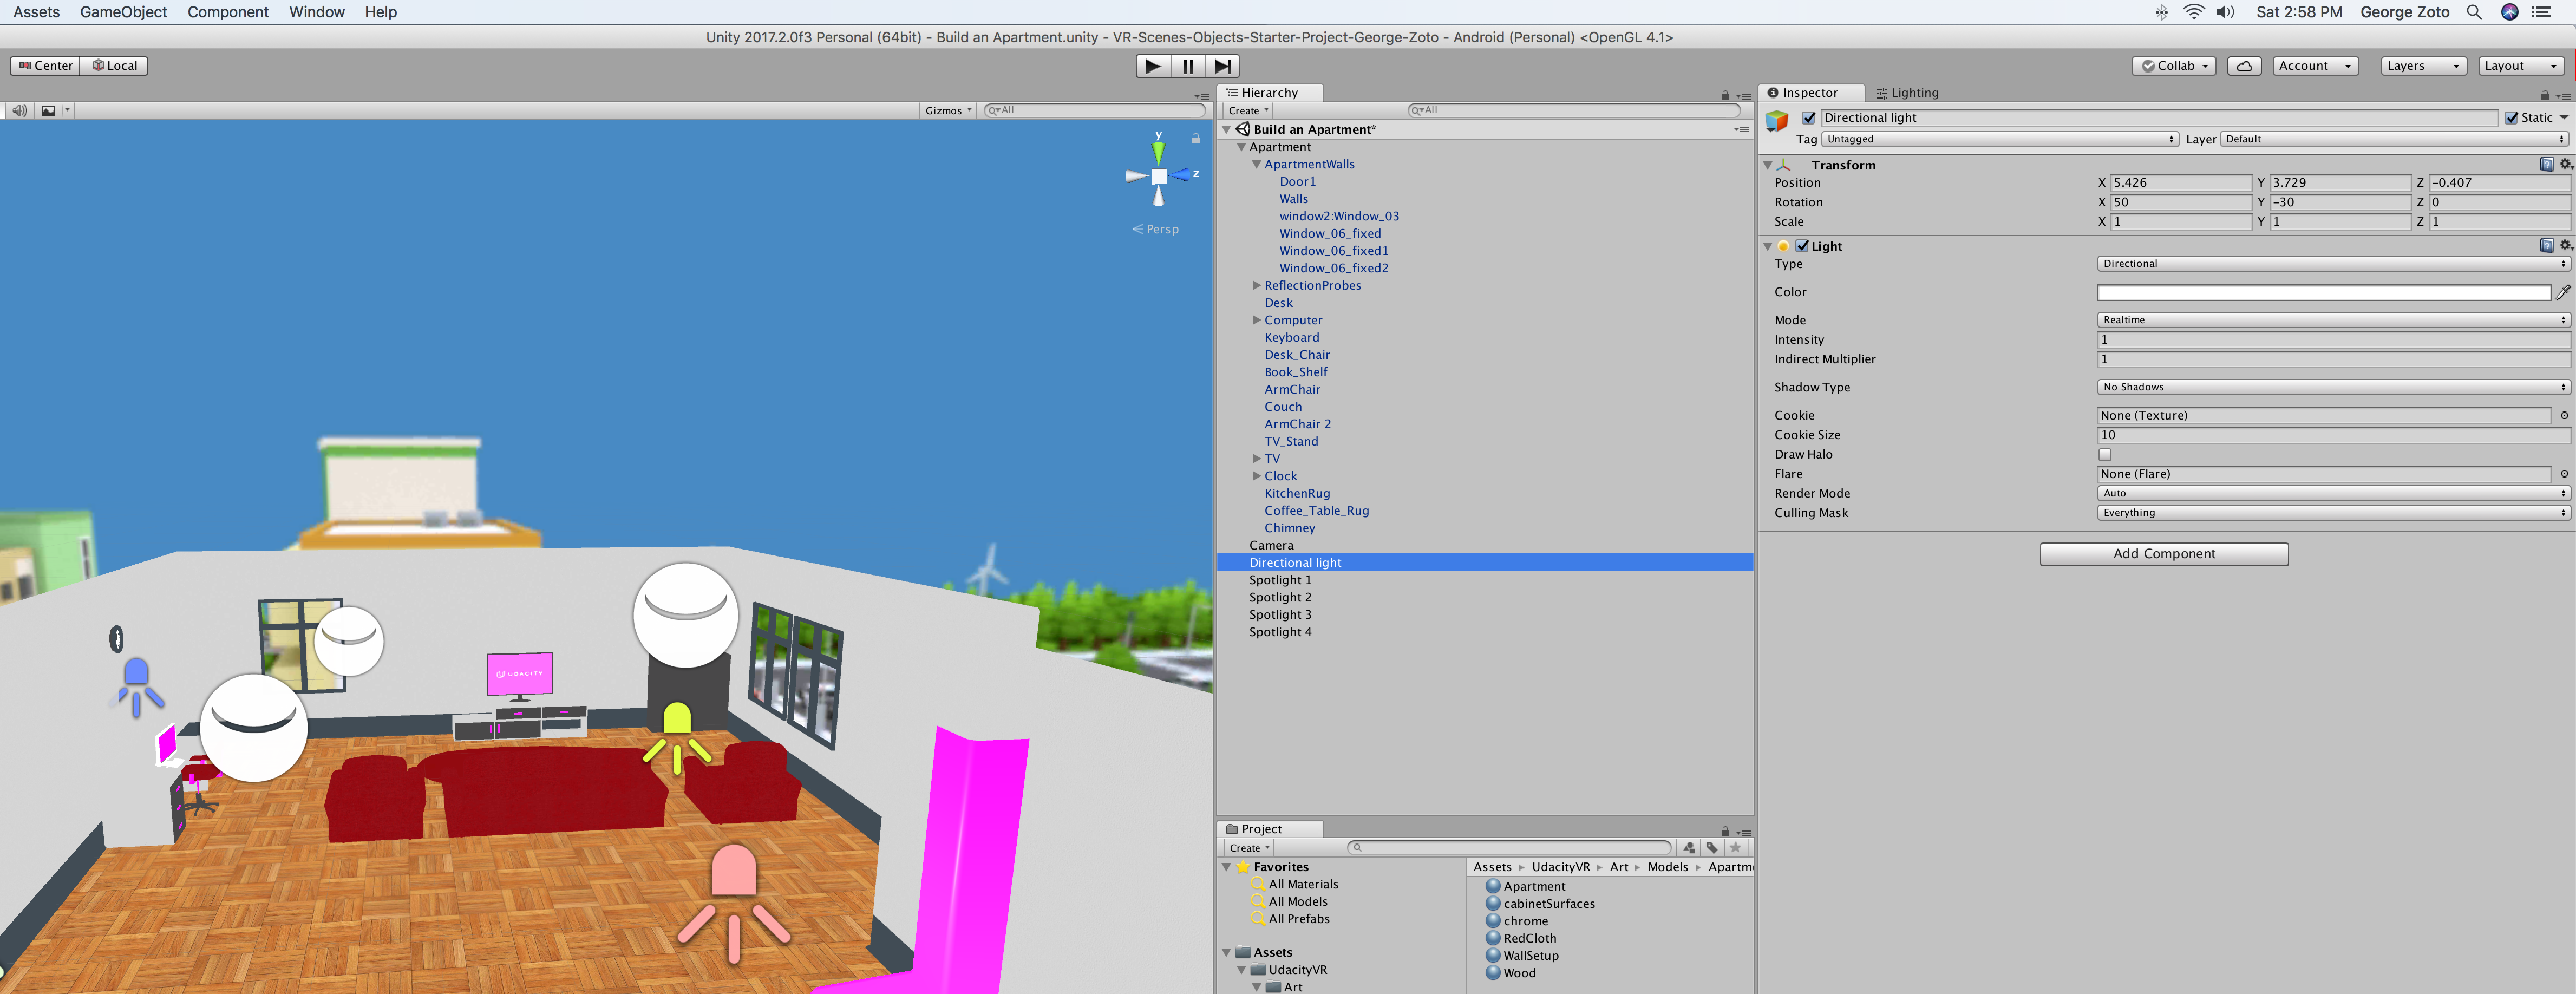 Assets GameObject Component Window Help Sat 2:58 PM George Zoto
Unity 2017.2.0f3 Personal (64bit) - Build an Apartment.unity - VR-Scenes-Objects-Starter-Project-George-Zoto - Android (Personal) <OpenGL 4.1>
Center Local Collab Account Layers Layout
Gizmos All
y
z
Persp
UDACITY
Hierarchy
Create All
Build an Apartment*
Apartment
ApartmentWalls
Door1
Walls
window2:Window_03
Window_06_fixed
Window_06_fixed1
Window_06_fixed2
ReflectionProbes
Desk
Computer
Keyboard
Desk_Chair
Book_Shelf
ArmChair
Couch
ArmChair 2
TV_Stand
TV
Clock
KitchenRug
Coffee_Table_Rug
Chimney
Camera
Directional light
Spotlight 1
Spotlight 2
Spotlight 3
Spotlight 4
Project
Create
Favorites
All Materials
All Models
All Prefabs
Assets
UdacityVR
Art
Assets UdacityVR Art Models Apartme
Apartment
cabinetSurfaces
chrome
RedCloth
WallSetup
Wood
Inspector Lighting
Directional light Static
Tag Untagged Layer Default
Transform
Position X 5.426 Y 3.729 Z -0.407
Rotation X 50 Y -30 Z 0
Scale X 1 Y 1 Z 1
Light
Type Directional
Color
Mode Realtime
Intensity 1
Indirect Multiplier 1
Shadow Type No Shadows
Cookie None (Texture)
Cookie Size 10
Draw Halo
Flare None (Flare)
Render Mode Auto
Culling Mask Everything
Add Component